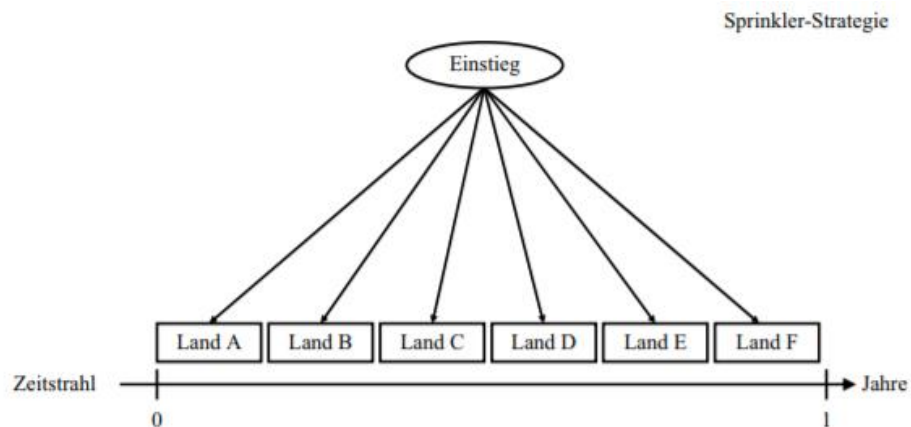 Sprinkler-Strategie
Einstieg
Land A
Land B
Land C
Land D
Land E
Land F
Zeitstrahl
Jahre
0
1